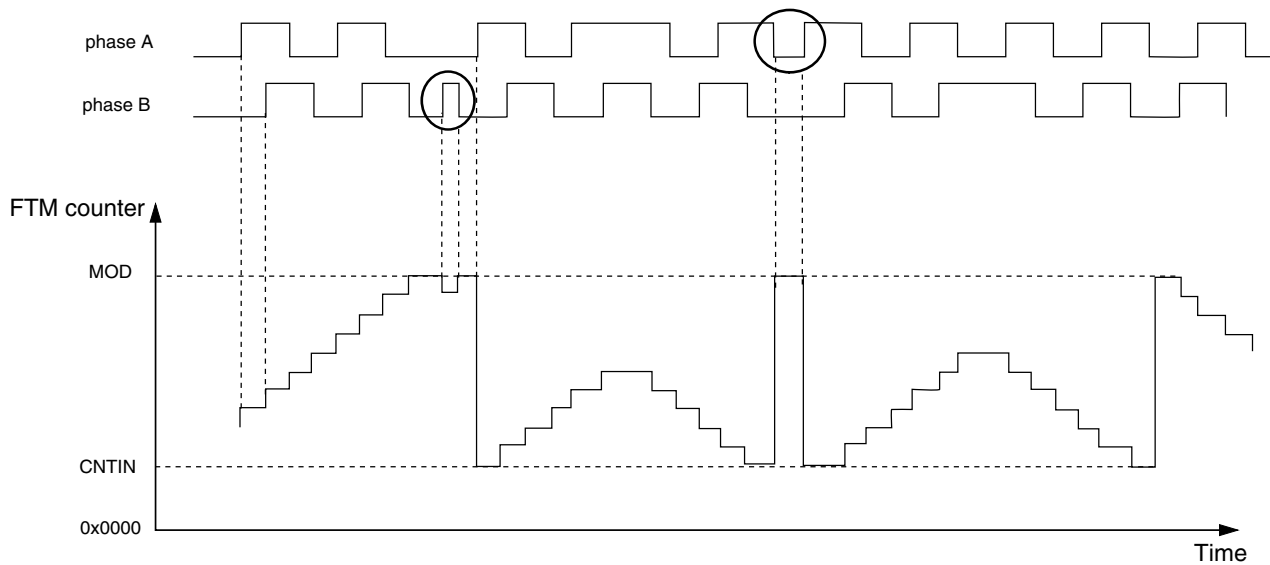 phase A
phase B
FTM counter
MOD
CNTIN
0x0000
Time